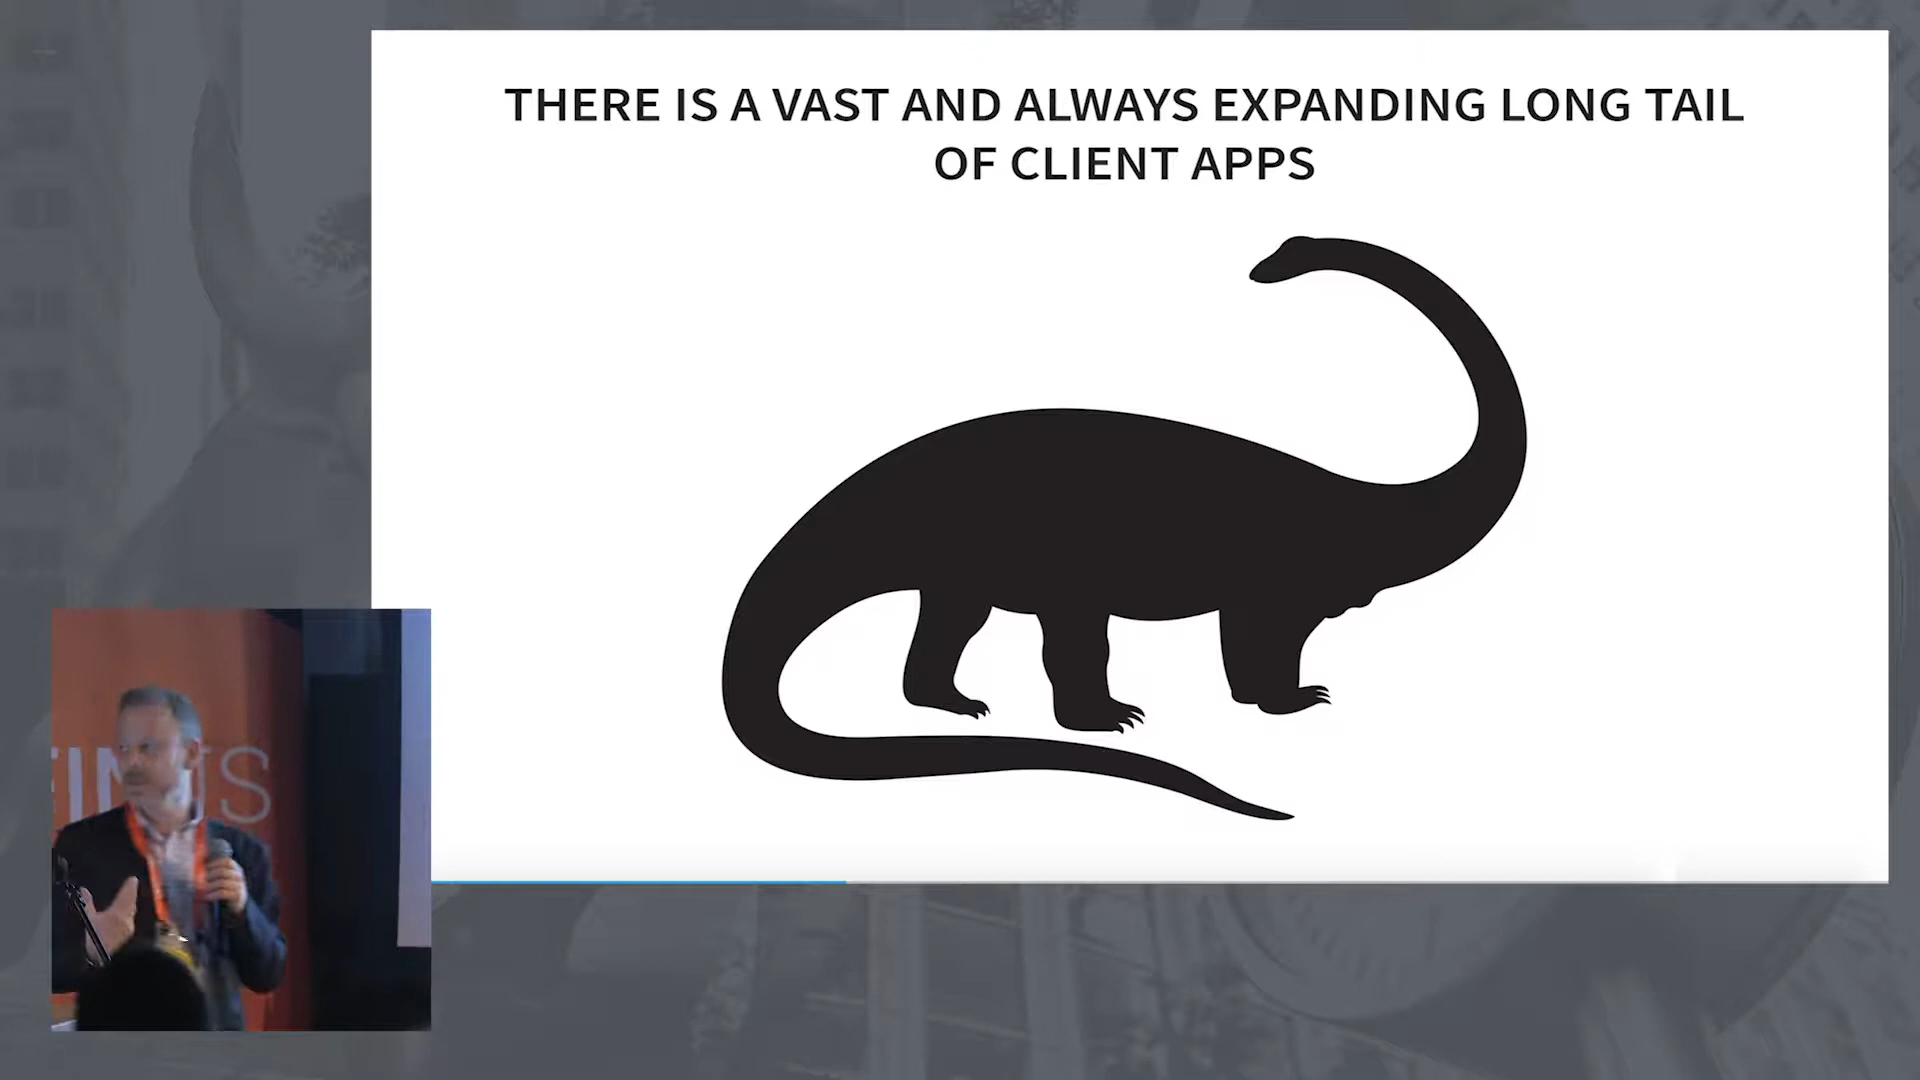 THERE IS A VAST AND ALWAYS EXPANDING LONG TAIL
OF CLIENT APPS